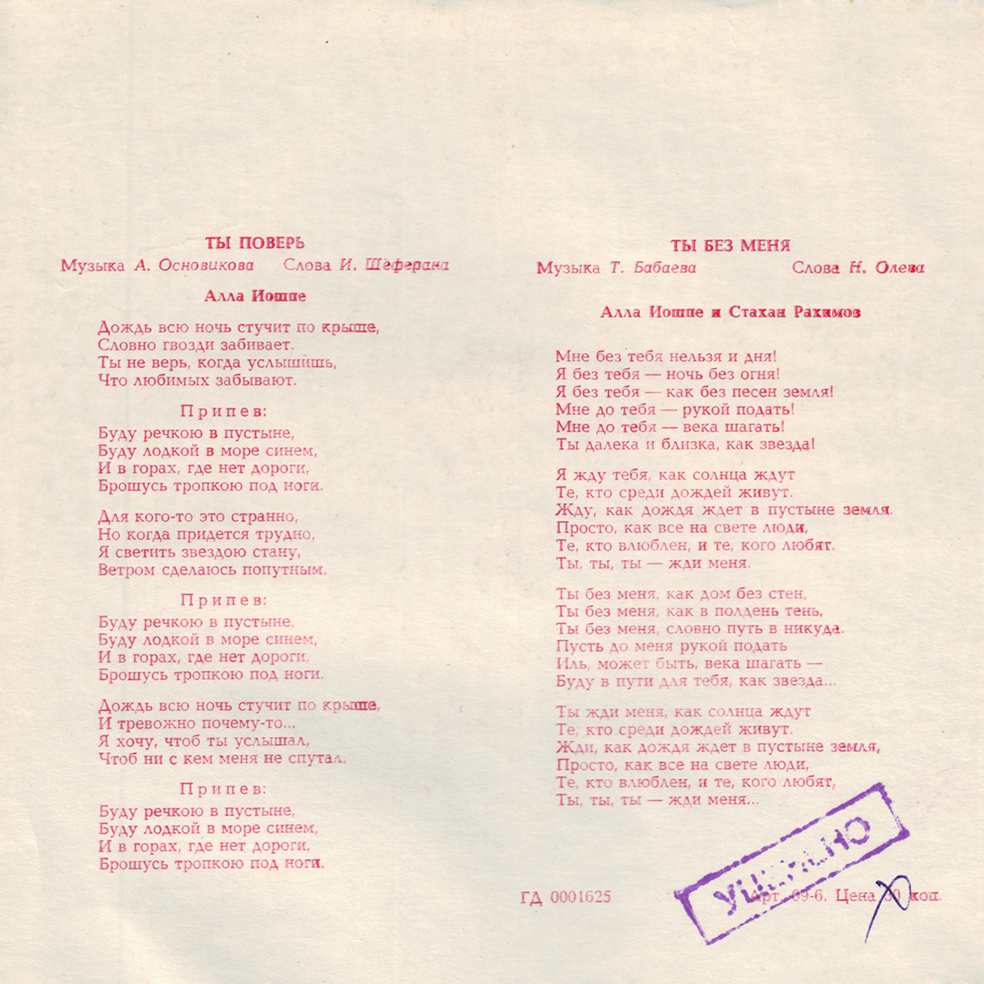 ТЫ ПОВЕРЬ
Музыка А. Основикова Слова И. Шеферана
Алла Иошпе
Дождь всю ночь стучит по крыше,
Словно гвозди забивает.
Ты не верь, когда услышишь,
Что любимых забывают.
Припев:
Буду речкою в пустыне,
Буду лодкой в море синем,
И в горах, где нет дороги,
Брошусь тропкою под ноги.
Для кого-то это странно,
Но когда придется трудно,
Я светить звездою стану,
Ветром сделаюсь попутным.
Припев:
Буду речкою в пустыне,
Буду лодкой в море синем,
И в горах, где нет дороги,
Брошусь тропкою под ноги.
Дождь всю ночь стучит по крыше,
И тревожно почему-то...
Я хочу, чтоб ты услышал,
Чтоб ни с кем меня не спутал.
Припев:
Буду речкою в пустыне,
Буду лодкой в море синем,
И в горах, где нет дороги,
Брошусь тропкою под ноги.
ТЫ БЕЗ МЕНЯ
Музыка Т. Бабаева Слова Н. Олева
Алла Иошпе и Стахан Рахимов
Мне без тебя нельзя и дня!
Я без тебя — ночь без огня!
Я без тебя — как без песен земля!
Мне до тебя — рукой подать!
Мне до тебя — века шагать!
Ты далека и близка, как звезда!
Я жду тебя, как солнца ждут
Те, кто среди дождей живут.
Жду, как дождя ждет в пустыне земля.
Просто, как все на свете люди,
Те, кто влюблен, и те, кого любят.
Ты, ты, ты — жди меня.
Ты без меня, как дом без стен,
Ты без меня, как в полдень тень,
Ты без меня, словно путь в никуда.
Пусть до меня рукой подать
Иль, может быть, века шагать —
Буду в пути для тебя, как звезда...
Ты жди меня, как солнца ждут
Те, кто среди дождей живут.
Жди, как дождя ждет в пустыне земля,
Просто, как все на свете люди,
Те, кто влюблен, и те, кого любят,
Ты, ты, ты — жди меня...
УЦЕНЕНО
ГД 0001625 Арт. 09-6. Цена 30 коп.